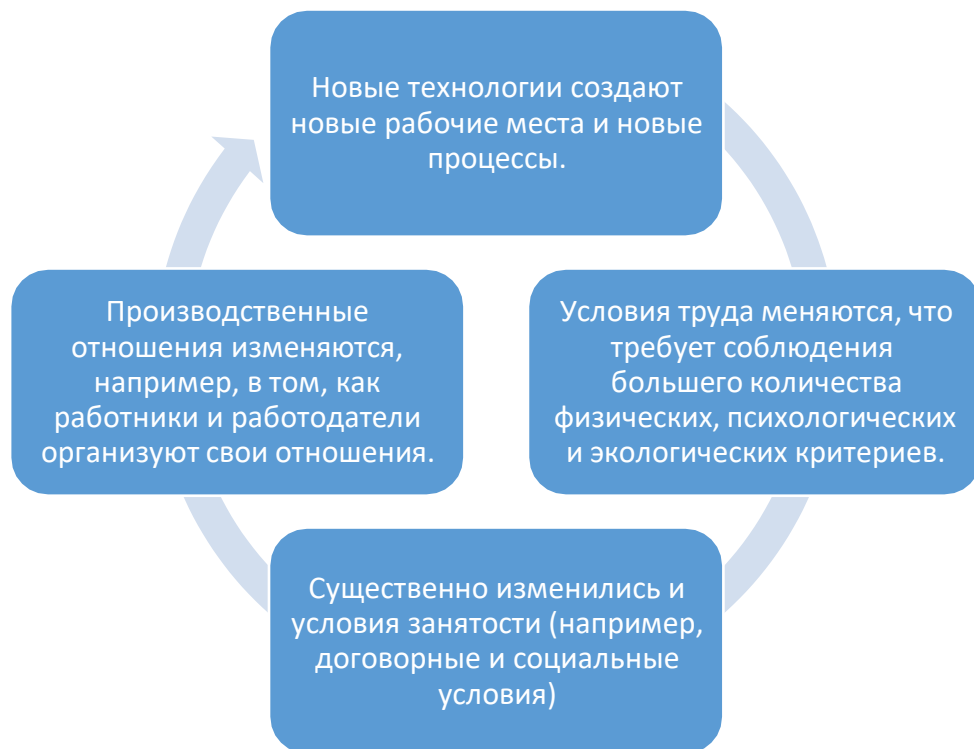 Новые технологии создают
новые рабочие места и новые
процессы.
Условия труда меняются, что
требует соблюдения
большего количества
физических, психологических
и экологических критериев.
Существенно изменились и
условия занятости (например,
договорные и социальные
условия)
Производственные
отношения изменяются,
например, в том, как
работники и работодатели
организуют свои отношения.